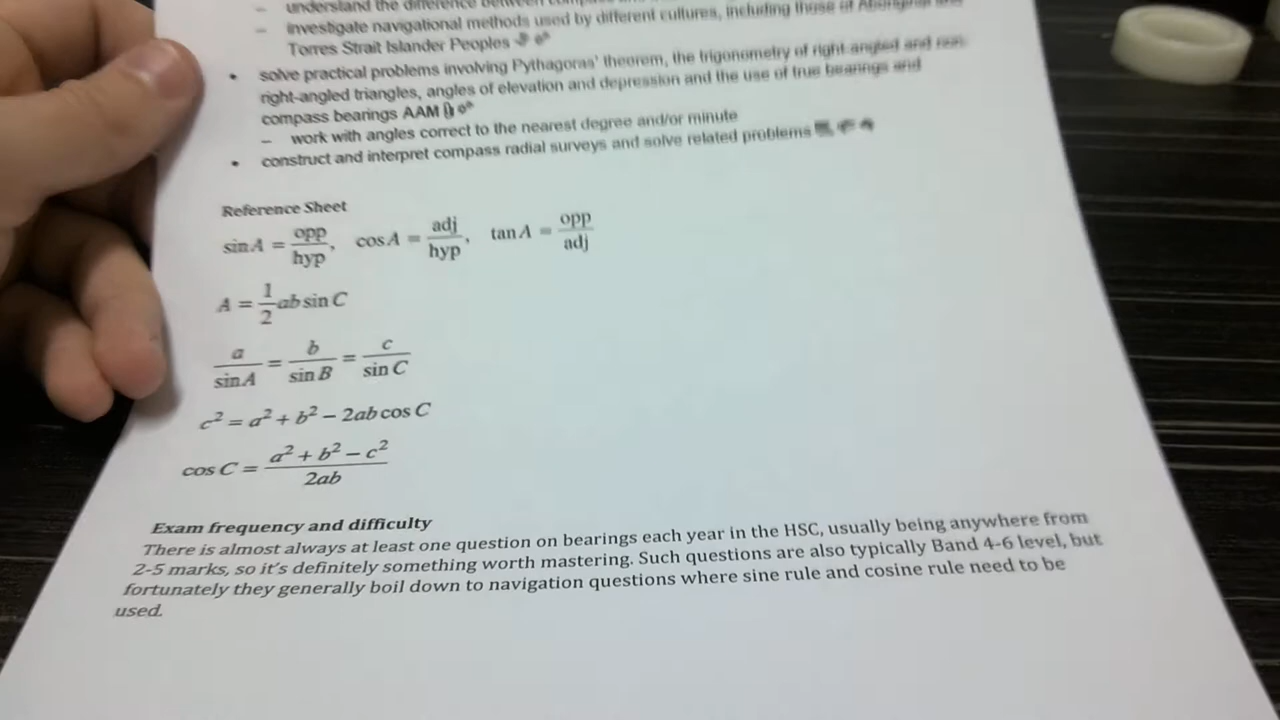 – understand the difference between
– investigate navigational methods used by different cultures, including those of Aboriginal and
Torres Strait Islander Peoples
• solve practical problems involving Pythagoras' theorem, the trigonometry of right-angled and non-
right-angled triangles, angles of elevation and depression and the use of true bearings and
compass bearings AAM
– work with angles correct to the nearest degree and/or minute
• construct and interpret compass radial surveys and solve related problems
Reference Sheet
sin A = opp/hyp, cos A = adj/hyp, tan A = opp/adj
A = 1/2 ab sin C
a/sin A = b/sin B = c/sin C
c² = a² + b² – 2ab cos C
cos C = (a² + b² – c²)/2ab
Exam frequency and difficulty
There is almost always at least one question on bearings each year in the HSC, usually being anywhere from
2-5 marks, so it's definitely something worth mastering. Such questions are also typically Band 4-6 level, but
fortunately they generally boil down to navigation questions where sine rule and cosine rule need to be
used.